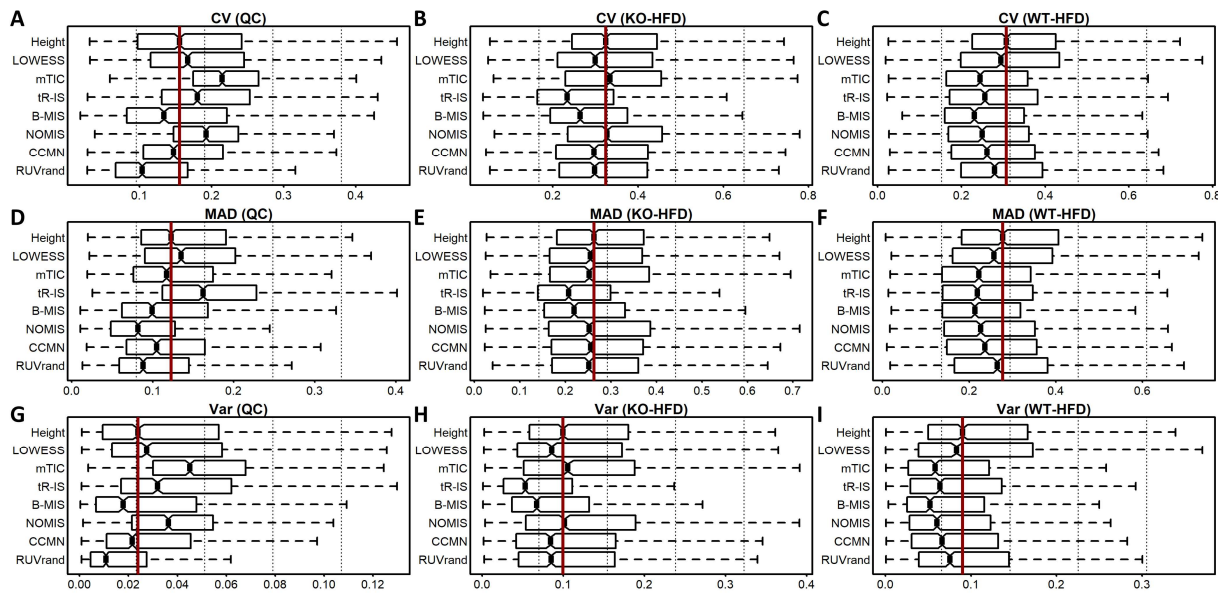 A CV (QC)
Height
LOWESS
mTIC
tR-IS
B-MIS
NOMIS
CCMN
RUVrand
0.1 0.2 0.3 0.4
B CV (KO-HFD)
Height
LOWESS
mTIC
tR-IS
B-MIS
NOMIS
CCMN
RUVrand
0.2 0.4 0.6 0.8
C CV (WT-HFD)
Height
LOWESS
mTIC
tR-IS
B-MIS
NOMIS
CCMN
RUVrand
0.0 0.2 0.4 0.6 0.8
D MAD (QC)
Height
LOWESS
mTIC
tR-IS
B-MIS
NOMIS
CCMN
RUVrand
0.0 0.1 0.2 0.3 0.4
E MAD (KO-HFD)
Height
LOWESS
mTIC
tR-IS
B-MIS
NOMIS
CCMN
RUVrand
0.0 0.1 0.2 0.3 0.4 0.5 0.6 0.7
F MAD (WT-HFD)
Height
LOWESS
mTIC
tR-IS
B-MIS
NOMIS
CCMN
RUVrand
0.0 0.2 0.4 0.6
G Var (QC)
Height
LOWESS
mTIC
tR-IS
B-MIS
NOMIS
CCMN
RUVrand
0.00 0.02 0.04 0.06 0.08 0.10 0.12
H Var (KO-HFD)
Height
LOWESS
mTIC
tR-IS
B-MIS
NOMIS
CCMN
RUVrand
0.0 0.1 0.2 0.3 0.4
I Var (WT-HFD)
Height
LOWESS
mTIC
tR-IS
B-MIS
NOMIS
CCMN
RUVrand
0.0 0.1 0.2 0.3